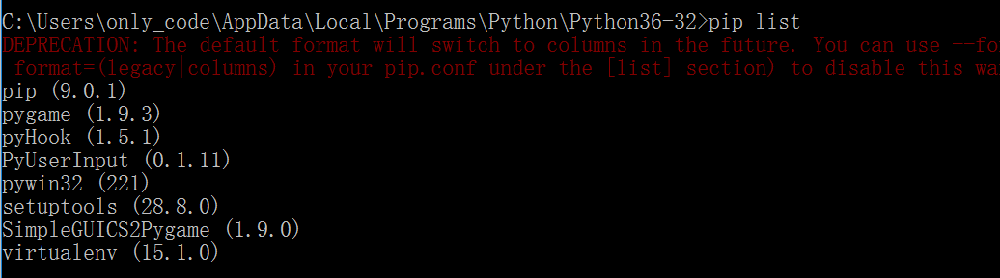 C:\Users\only_code\AppData\Local\Programs\Python\Python36-32>pip list
DEPRECATION: The default format will switch to columns in the future. You can use --fo
format=(legacy|columns) in your pip.conf under the [list] section) to disable this wa
pip (9.0.1)
pygame (1.9.3)
pyHook (1.5.1)
PyUserInput (0.1.11)
pywin32 (221)
setuptools (28.8.0)
SimpleGUICS2Pygame (1.9.0)
virtualenv (15.1.0)